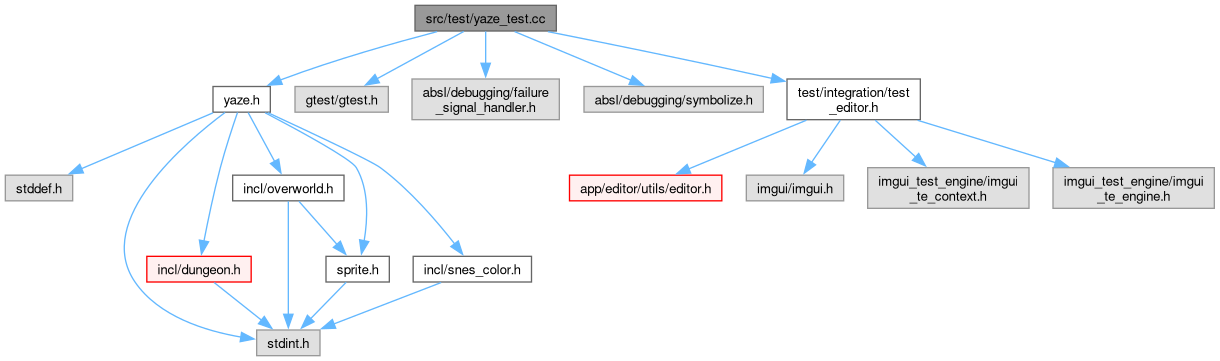 src/test/yaze_test.cc
yaze.h
gtest/gtest.h
absl/debugging/failure
_signal_handler.h
absl/debugging/symbolize.h
test/integration/test
_editor.h
stddef.h
incl/overworld.h
app/editor/utils/editor.h
imgui/imgui.h
imgui_test_engine/imgui
_te_context.h
imgui_test_engine/imgui
_te_engine.h
incl/dungeon.h
sprite.h
incl/snes_color.h
stdint.h